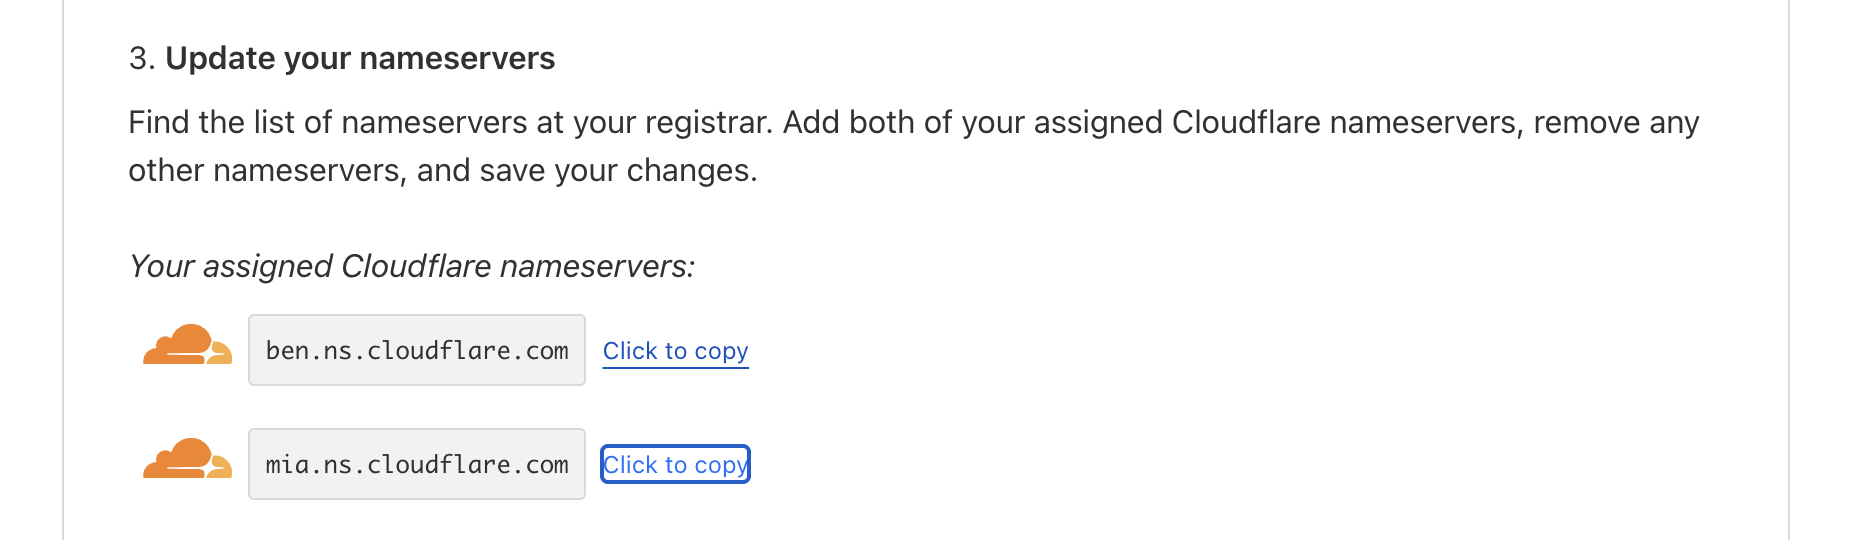 3. Update your nameservers
Find the list of nameservers at your registrar. Add both of your assigned Cloudflare nameservers, remove any
other nameservers, and save your changes.
Your assigned Cloudflare nameservers:
ben.ns.cloudflare.com Click to copy
mia.ns.cloudflare.com Click to copy